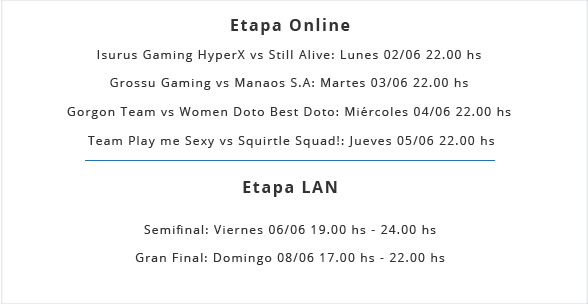 Etapa Online
Isurus Gaming HyperX vs Still Alive: Lunes 02/06 22.00 hs
Grossu Gaming vs Manaos S.A: Martes 03/06 22.00 hs
Gorgon Team vs Women Doto Best Doto: Miércoles 04/06 22.00 hs
Team Play me Sexy vs Squirtle Squad!: Jueves 05/06 22.00 hs
Etapa LAN
Semifinal: Viernes 06/06 19.00 hs - 24.00 hs
Gran Final: Domingo 08/06 17.00 hs - 22.00 hs